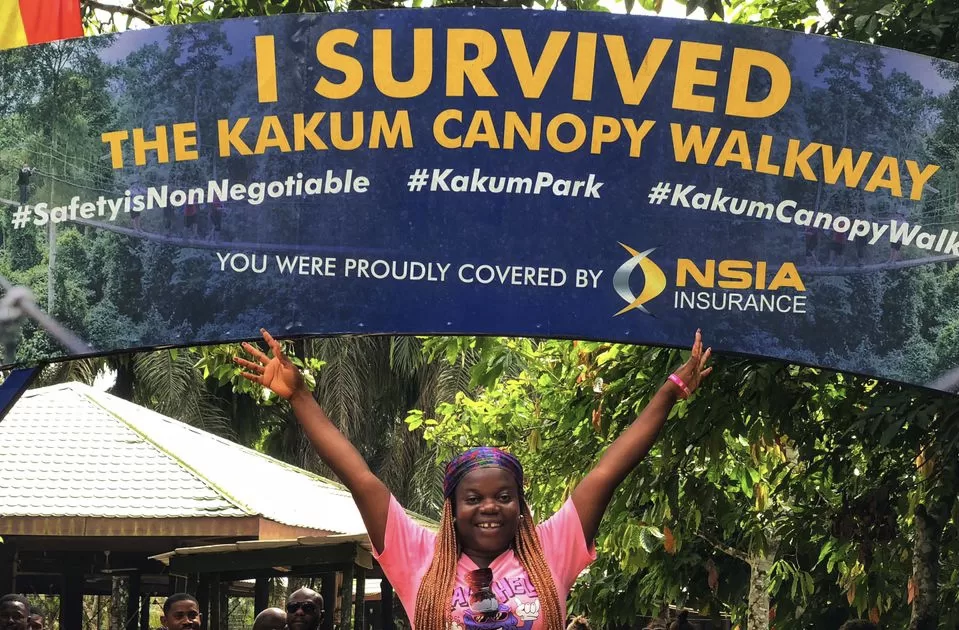 I SURVIVED
THE KAKUM CANOPY WALKWAY
#SafetyisNonNegotiable #KakumPark #KakumCanopyWalk
YOU WERE PROUDLY COVERED BY NSIA
INSURANCE